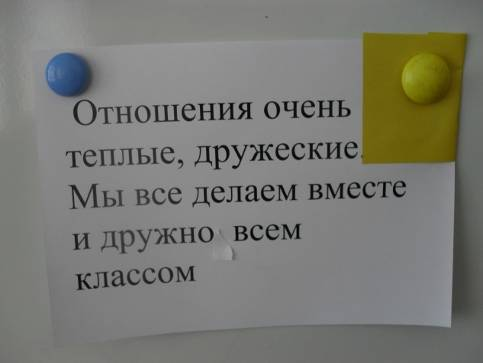 Отношения очень
теплые, дружеские.
Мы все делаем вместе
и дружно всем
классом